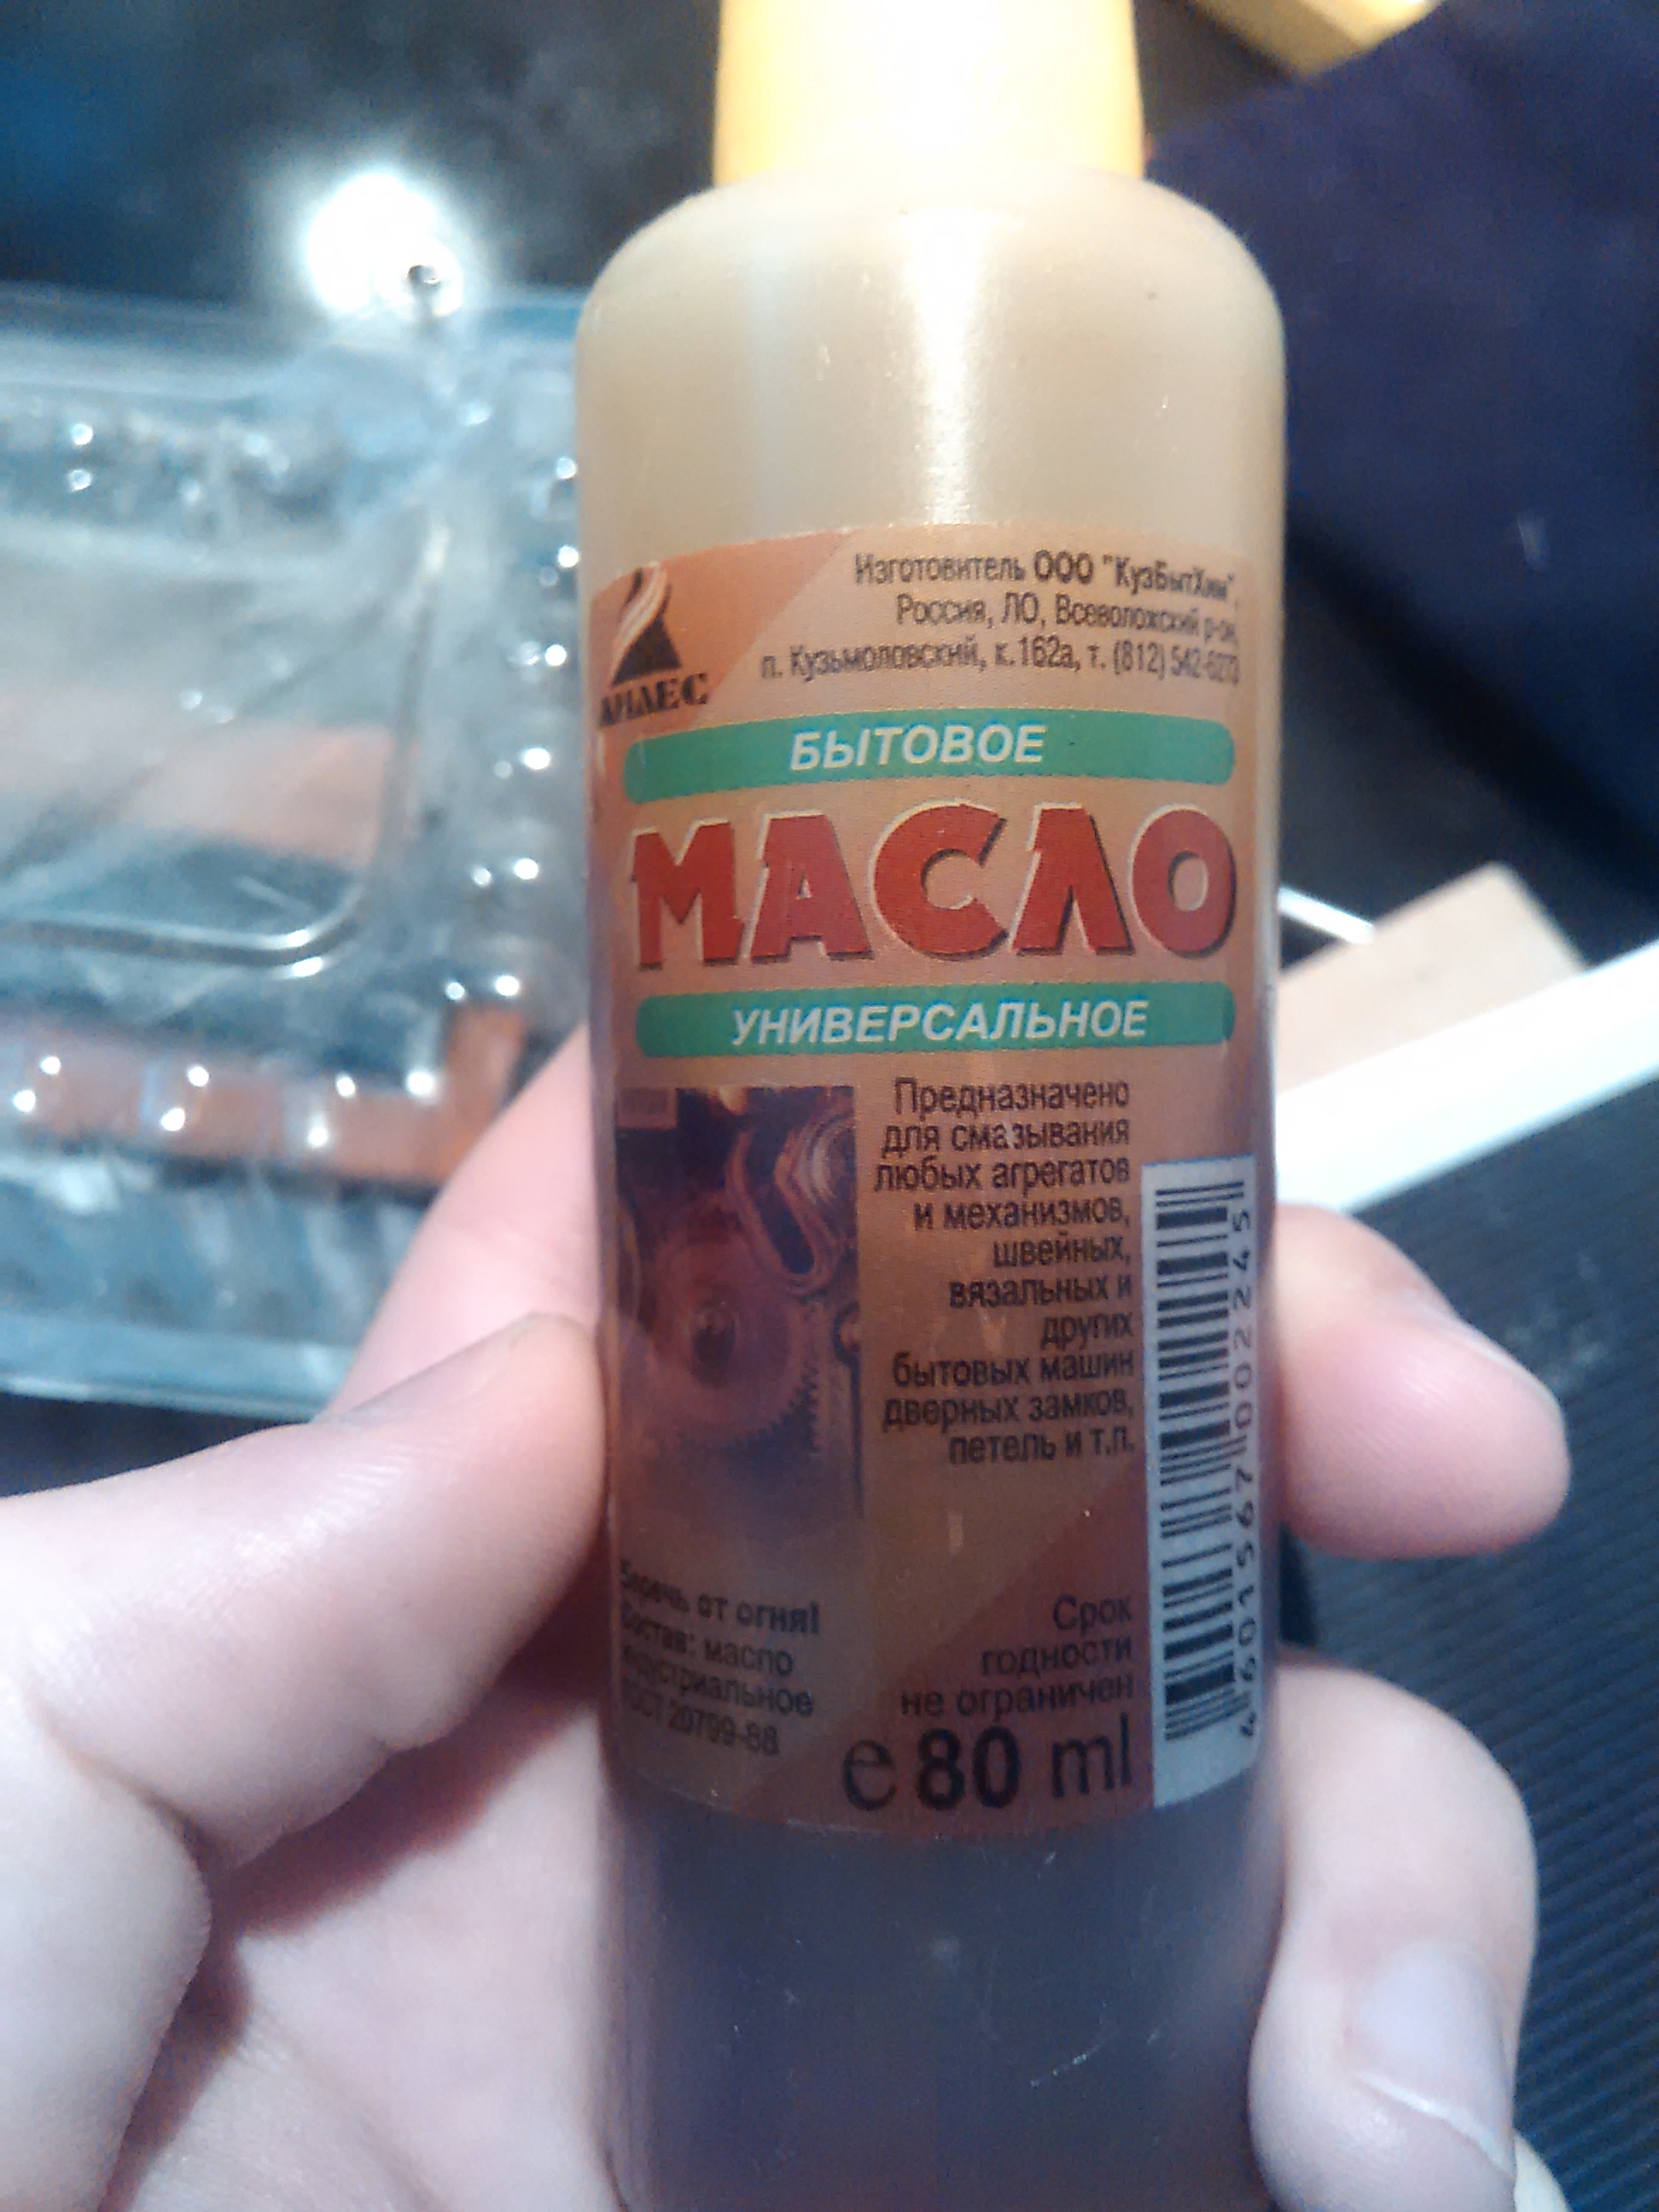 Изготовитель ООО "КузБытХим",
Россия, ЛО, Всеволожский р-он,
п. Кузьмоловский, к.162а, т. (812) 542-6273
БЫТОВОЕ
МАСЛО
УНИВЕРСАЛЬНОЕ
Предназначено
для смазывания
любых агрегатов
и механизмов,
швейных,
вязальных и
других
бытовых машин
дверных замков,
петель и т.п.
Беречь от огня!
Состав: масло
индустриальное
ГОСТ 20799-88
Срок
годности
не ограничен
e 80 ml
4601567002245